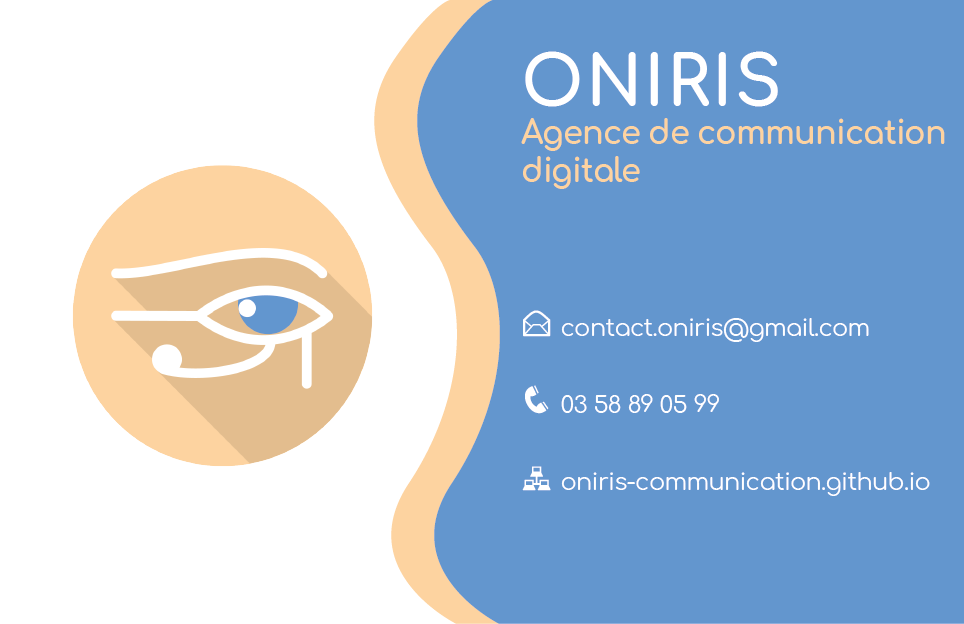 ONIRIS
Agence de communication
digitale
contact.oniris@gmail.com
03 58 89 05 99
oniris-communication.github.io